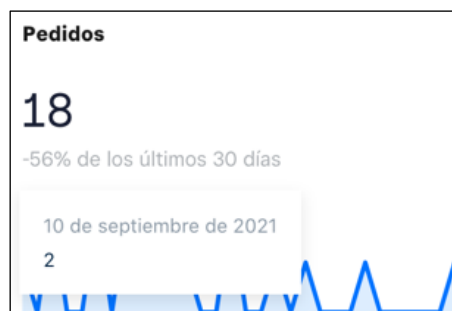 Pedidos
18
-56% de los últimos 30 días
10 de septiembre de 2021
2